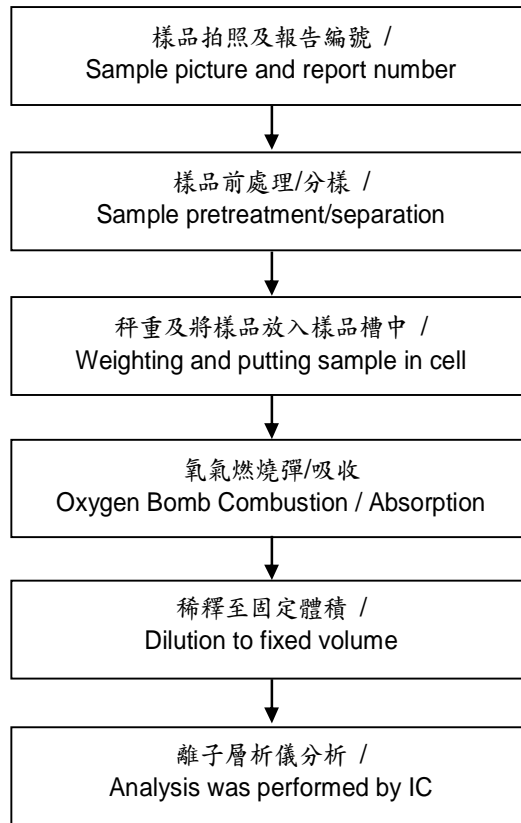 樣品拍照及報告編號 /
Sample picture and report number
樣品前處理/分樣 /
Sample pretreatment/separation
秤重及將樣品放入樣品槽中 /
Weighting and putting sample in cell
氧氣燃燒彈/吸收
Oxygen Bomb Combustion / Absorption
稀釋至固定體積 /
Dilution to fixed volume
離子層析儀分析 /
Analysis was performed by IC